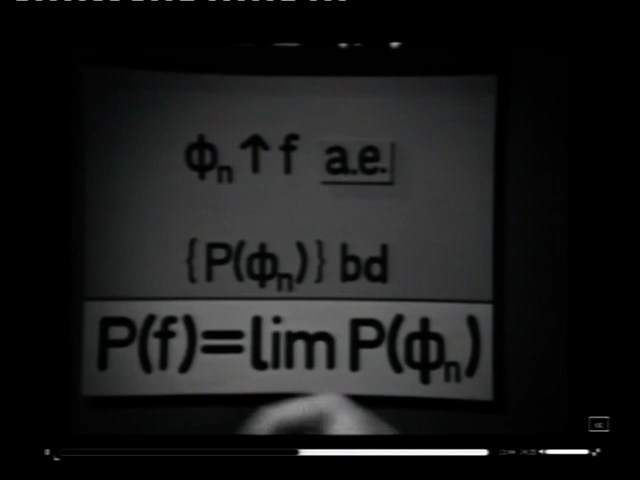 ϕn↑f a.e.
{P(ϕn)} bd
P(f)=lim P(ϕn)